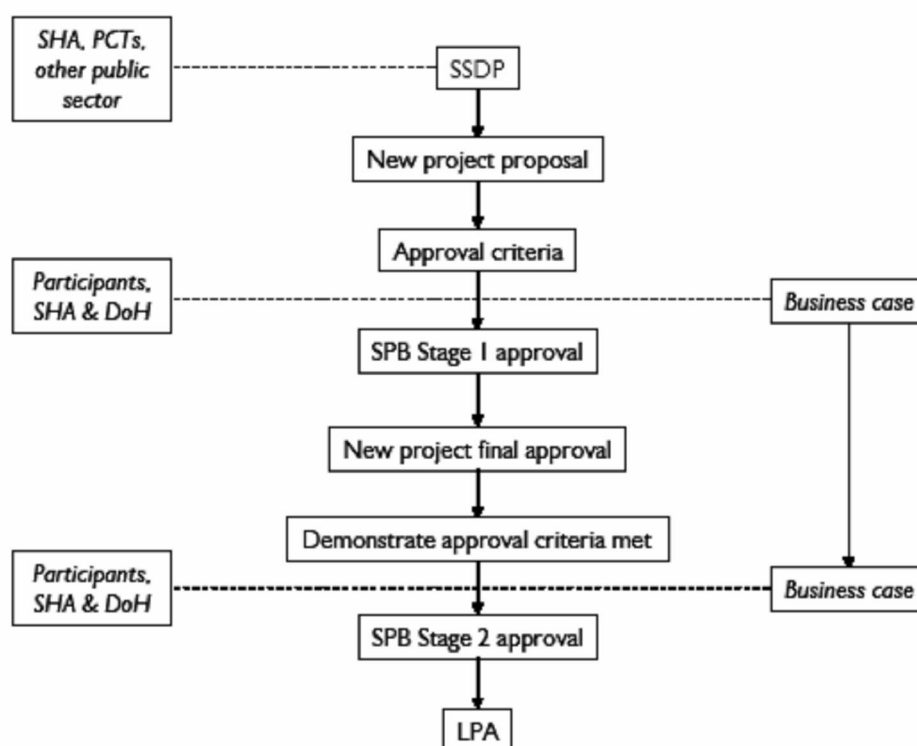 SHA, PCTs,
other public
sector
SSDP
New project proposal
Approval criteria
Participants,
SHA & DoH
Business case
SPB Stage 1 approval
New project final approval
Demonstrate approval criteria met
Participants,
SHA & DoH
Business case
SPB Stage 2 approval
LPA